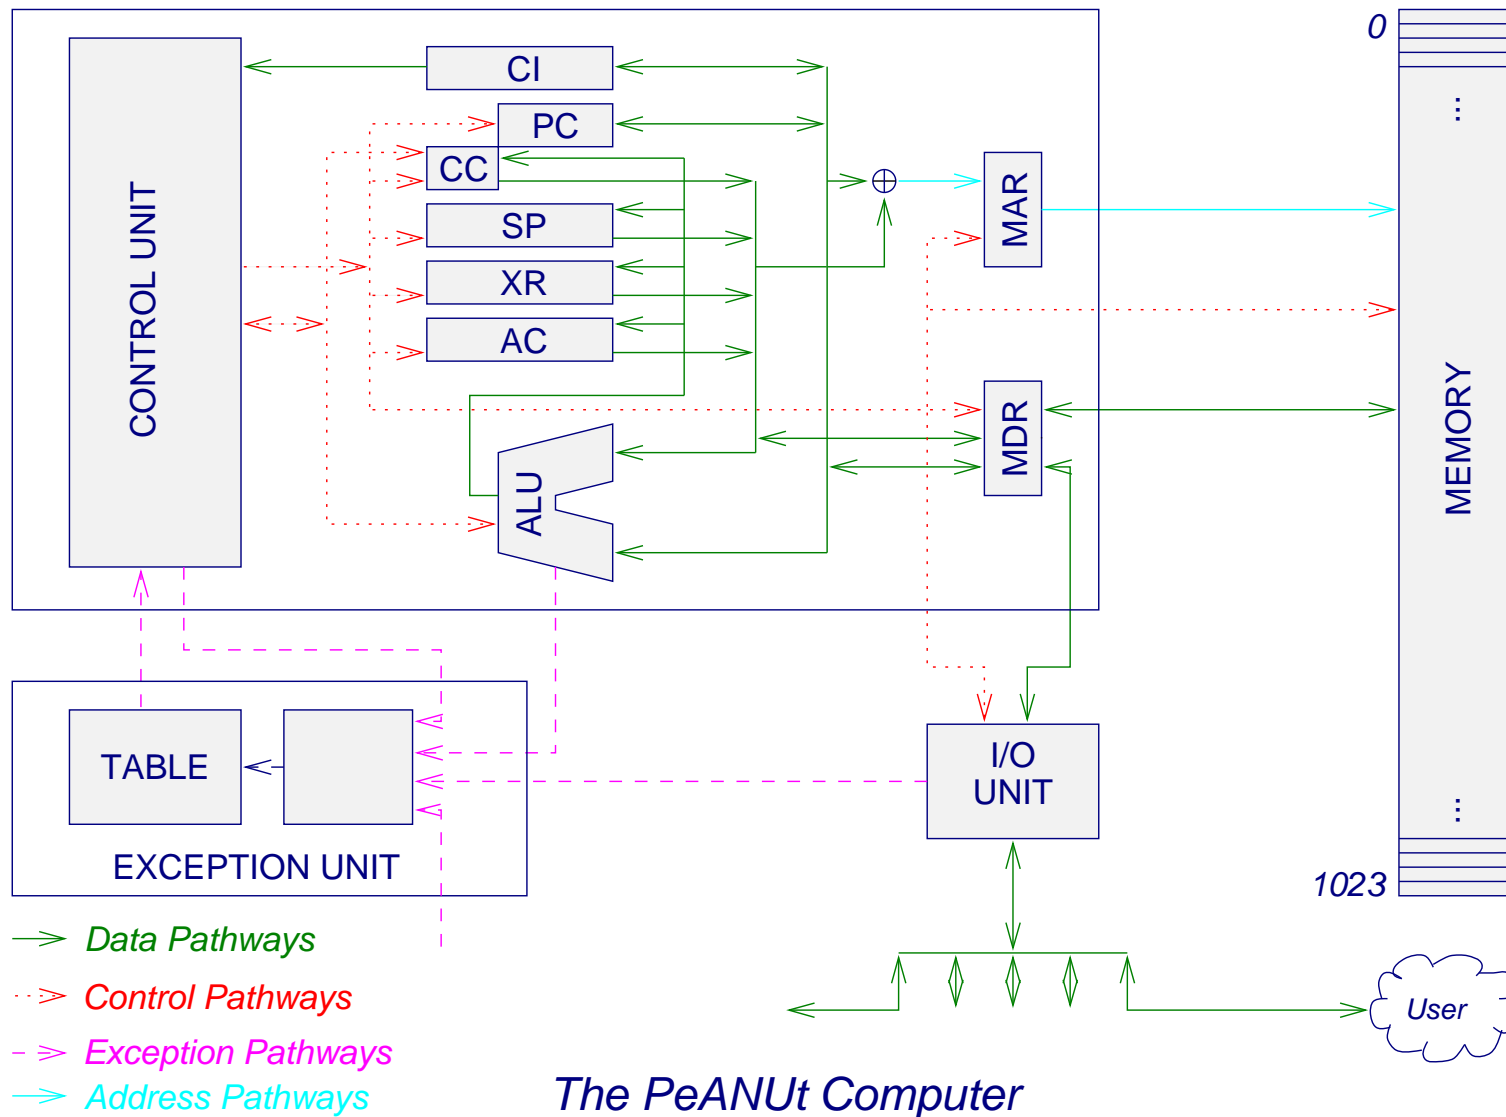 0
CI
PC
CC
SP
XR
AC
ALU
CONTROL UNIT
MAR
MDR
...
MEMORY
...
1023
TABLE
EXCEPTION UNIT
I/O
UNIT
Data Pathways
Control Pathways
Exception Pathways
Address Pathways
User
The PeANUt Computer